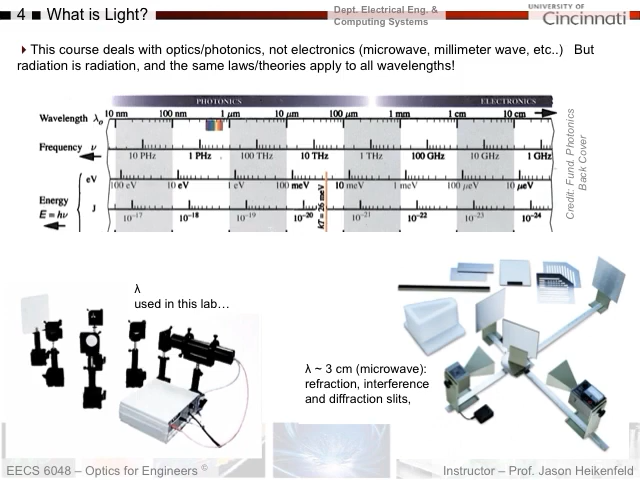 4 ■ What is Light?
Dept. Electrical Eng. &
Computing Systems
UNIVERSITY OF
Cincinnati
This course deals with optics/photonics, not electronics (microwave, millimeter wave, etc..) But
radiation is radiation, and the same laws/theories apply to all wavelengths!
PHOTONICS ELECTRONICS
Wavelength λo 10 nm 100 nm 1 μm 10 μm 100 μm 1 mm 1 cm 10 cm
Frequency ν 10 PHz 1 PHz 100 THz 10 THz 1 THz 100 GHz 10 GHz 1 GHz
eV 100 eV 10 eV 1 eV 100 meV 10 meV 1 meV 100 μeV 10 μeV
Energy
E = hν
J 10⁻¹⁷ 10⁻¹⁸ 10⁻¹⁹ 10⁻²⁰ 10⁻²¹ 10⁻²² 10⁻²³ 10⁻²⁴
kT = 26 meV
Credit: Fund. Photonics
Back Cover
λ
used in this lab…
λ ~ 3 cm (microwave):
refraction, interference
and diffraction slits,
EECS 6048 – Optics for Engineers ©
Instructor – Prof. Jason Heikenfeld